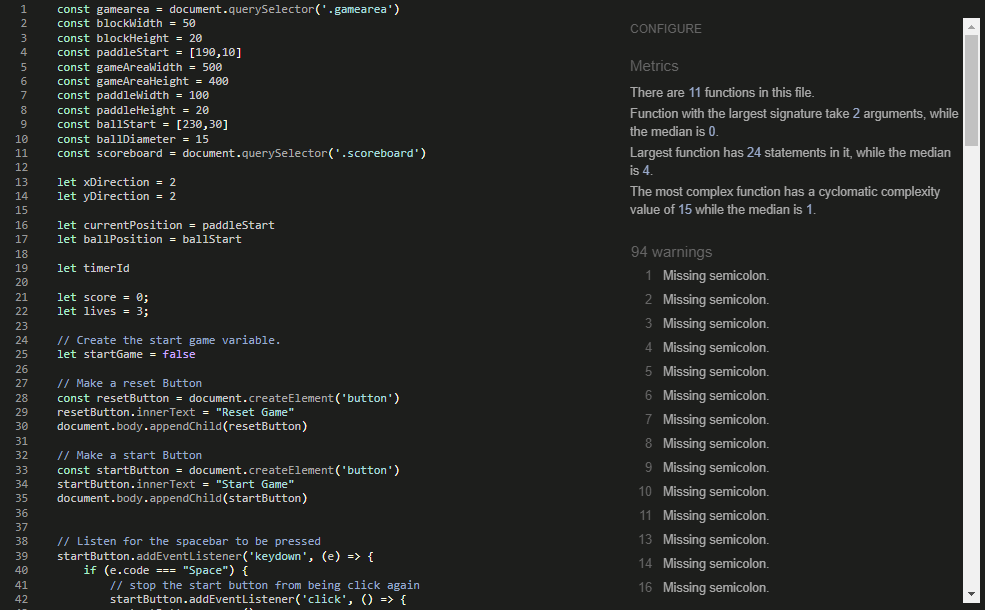 1 const gamearea = document.querySelector('.gamearea')
2 const blockWidth = 50
3 const blockHeight = 20
4 const paddleStart = [190,10]
5 const gameAreaWidth = 500
6 const gameAreaHeight = 400
7 const paddleWidth = 100
8 const paddleHeight = 20
9 const ballStart = [230,30]
10 const ballDiameter = 15
11 const scoreboard = document.querySelector('.scoreboard')
12
13 let xDirection = 2
14 let yDirection = 2
15
16 let currentPosition = paddleStart
17 let ballPosition = ballStart
18
19 let timerId
20
21 let score = 0;
22 let lives = 3;
23
24 // Create the start game variable.
25 let startGame = false
26
27 // Make a reset Button
28 const resetButton = document.createElement('button')
29 resetButton.innerText = "Reset Game"
30 document.body.appendChild(resetButton)
31
32 // Make a start Button
33 const startButton = document.createElement('button')
34 startButton.innerText = "Start Game"
35 document.body.appendChild(startButton)
36
37
38 // Listen for the spacebar to be pressed
39 startButton.addEventListener('keydown', (e) => {
40 if (e.code === "Space") {
41 // stop the start button from being click again
42 startButton.addEventListener('click', () => {
CONFIGURE
Metrics
There are 11 functions in this file.
Function with the largest signature take 2 arguments, while
the median is 0.
Largest function has 24 statements in it, while the median
is 4.
The most complex function has a cyclomatic complexity
value of 15 while the median is 1.
94 warnings
1 Missing semicolon.
2 Missing semicolon.
3 Missing semicolon.
4 Missing semicolon.
5 Missing semicolon.
6 Missing semicolon.
7 Missing semicolon.
8 Missing semicolon.
9 Missing semicolon.
10 Missing semicolon.
11 Missing semicolon.
13 Missing semicolon.
14 Missing semicolon.
16 Missing semicolon.